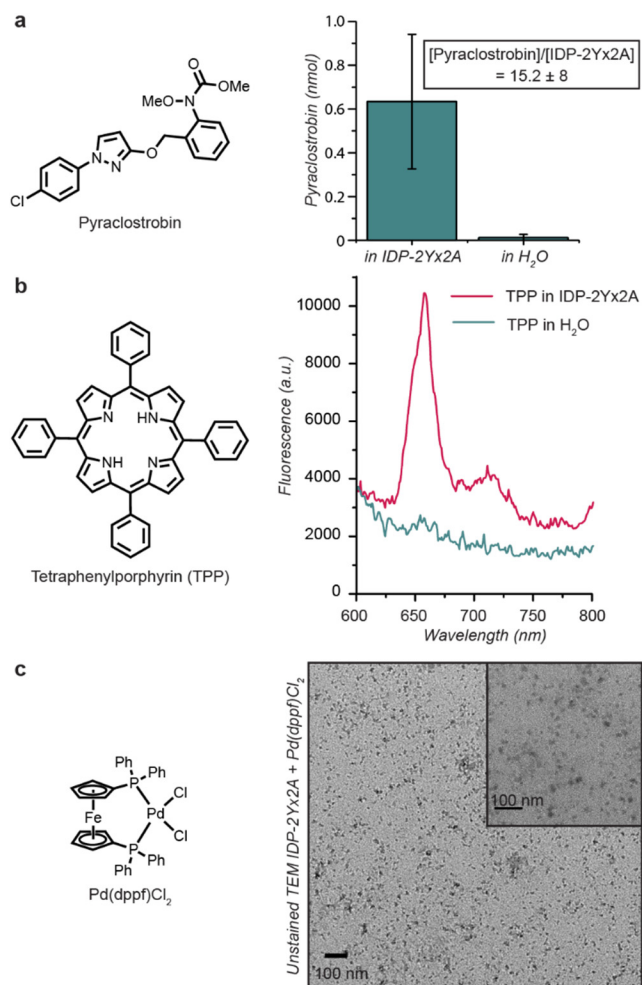 a
O
OMe
MeO
N
N
N
O
Cl
Pyraclostrobin
Pyraclostrobin (nmol)
1.0
0.8
0.6
0.4
0.2
0
[Pyraclostrobin]/[IDP-2Yx2A]
= 15.2 ± 8
in IDP-2Yx2A
in H₂O
b
N
HN
NH
N
Tetraphenylporphyrin (TPP)
Fluorescence (a.u.)
10000
8000
6000
4000
2000
0
TPP in IDP-2Yx2A
TPP in H₂O
600
650
700
750
800
Wavelength (nm)
c
Ph
P
Ph
Cl
Fe
Pd
Cl
P
Ph
Ph
Pd(dppf)Cl₂
Unstained TEM IDP-2Yx2A + Pd(dppf)Cl₂
100 nm
100 nm